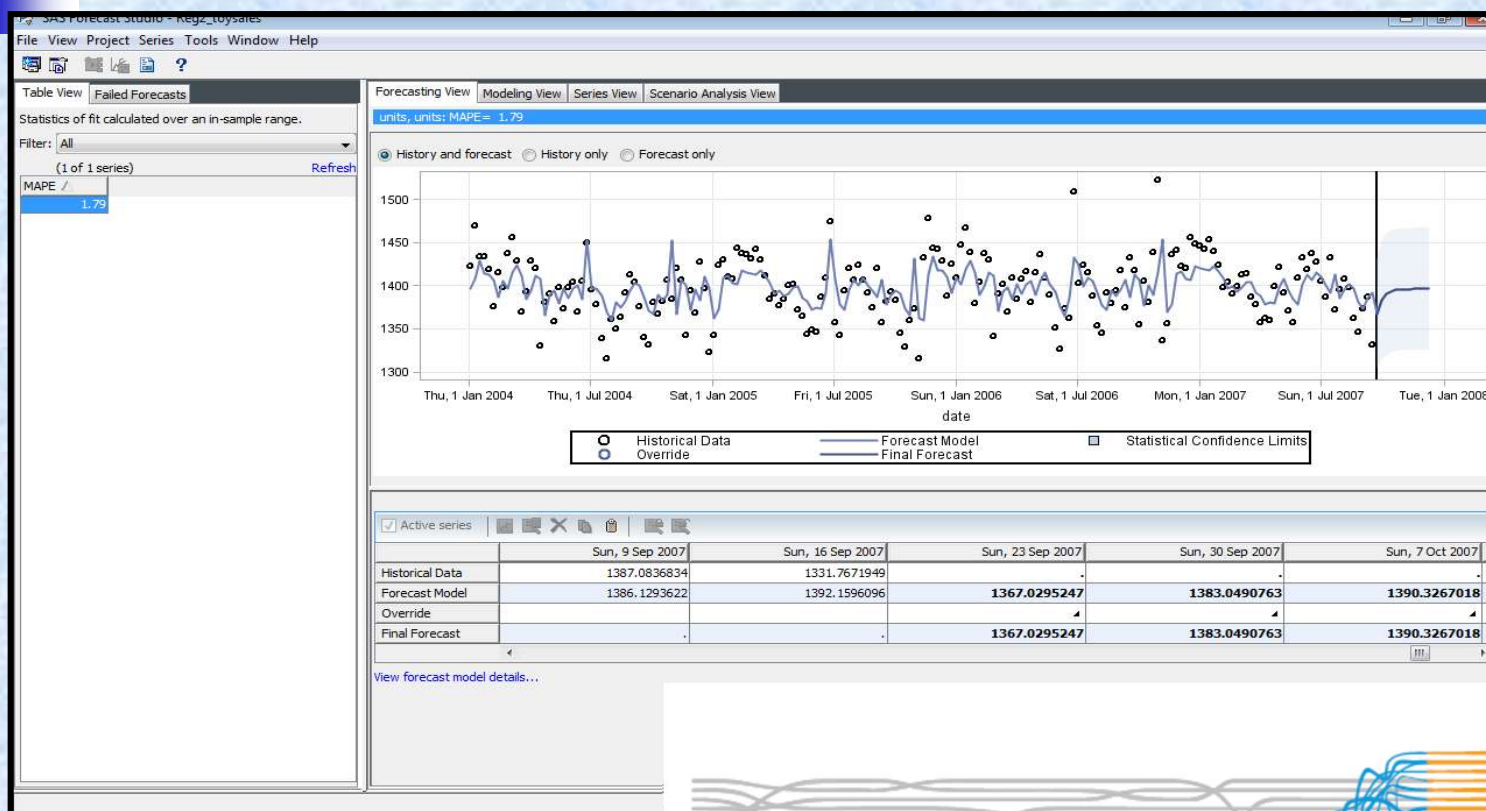 SAS Forecast Studio - Reg2_toysales
File View Project Series Tools Window Help
?
Table View Failed Forecasts
Statistics of fit calculated over an in-sample range.
Filter: All
(1 of 1 series) Refresh
MAPE
1.79
Forecasting View Modeling View Series View Scenario Analysis View
units, units: MAPE= 1.79
History and forecast History only Forecast only
1500
1450
1400
1350
1300
Thu, 1 Jan 2004 Thu, 1 Jul 2004 Sat, 1 Jan 2005 Fri, 1 Jul 2005 Sun, 1 Jan 2006 Sat, 1 Jul 2006 Mon, 1 Jan 2007 Sun, 1 Jul 2007 Tue, 1 Jan 2008
date
Historical Data Forecast Model Statistical Confidence Limits
Override Final Forecast
Active series
Sun, 9 Sep 2007 Sun, 16 Sep 2007 Sun, 23 Sep 2007 Sun, 30 Sep 2007 Sun, 7 Oct 2007
Historical Data 1387.0836834 1331.7671949 . . .
Forecast Model 1386.1293622 1392.1596096 1367.0295247 1383.0490763 1390.3267018
Override
Final Forecast . . 1367.0295247 1383.0490763 1390.3267018
View forecast model details...